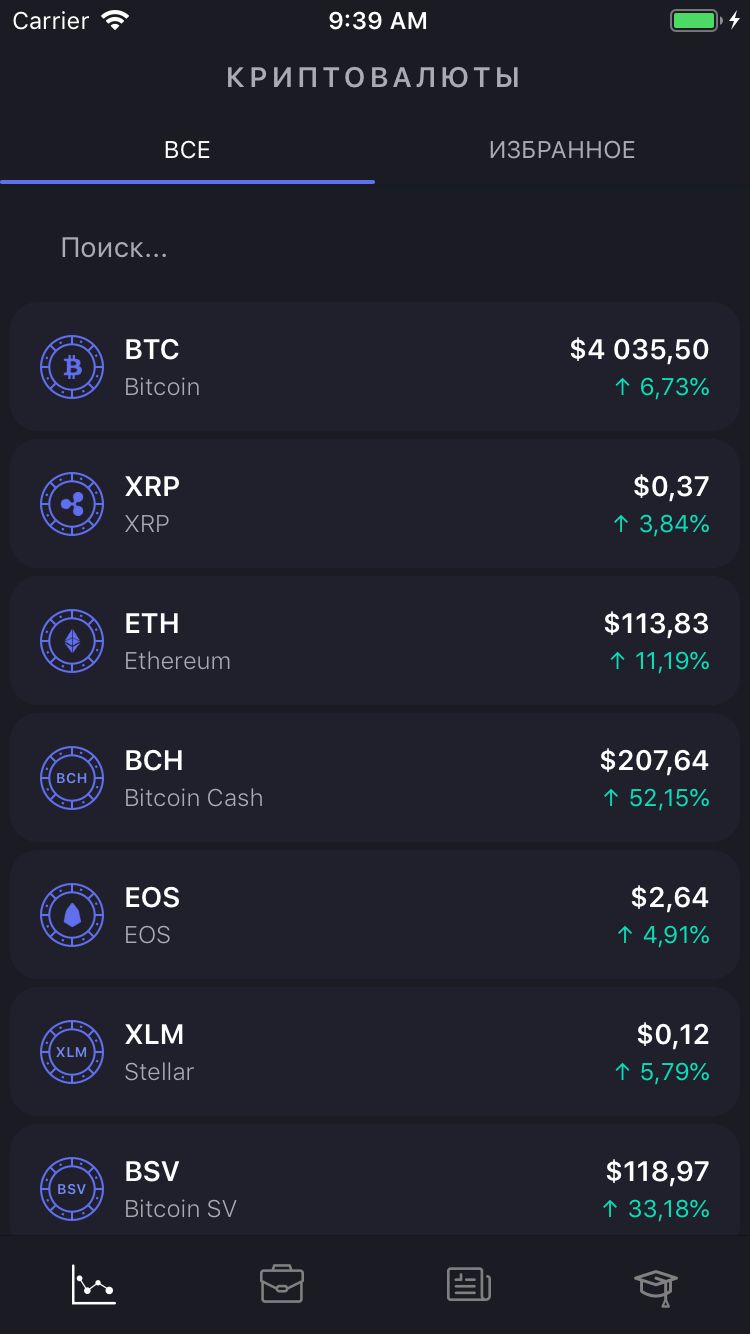 Carrier 9:39 AM
КРИПТОВАЛЮТЫ
ВСЕ ИЗБРАННОЕ
Поиск...
BTC $4 035,50
Bitcoin ↑ 6,73%
XRP $0,37
XRP ↑ 3,84%
ETH $113,83
Ethereum ↑ 11,19%
BCH $207,64
BCH
Bitcoin Cash ↑ 52,15%
EOS $2,64
EOS ↑ 4,91%
XLM $0,12
XLM
Stellar ↑ 5,79%
BSV $118,97
BSV
Bitcoin SV ↑ 33,18%